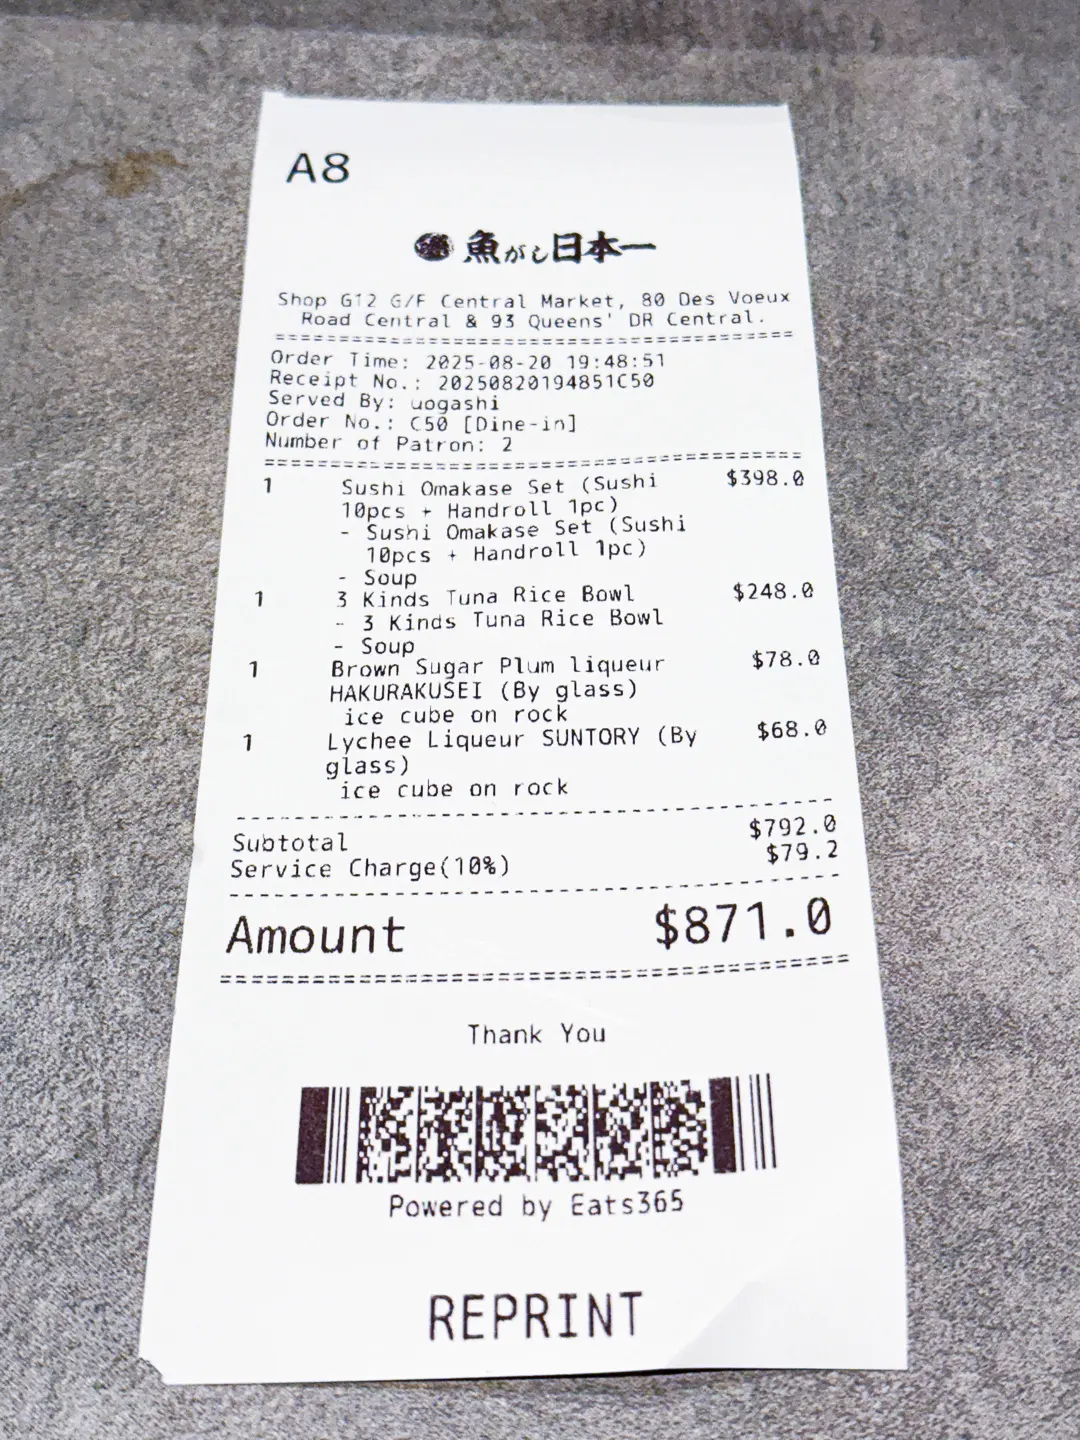 A8
魚がし日本一
Shop G12 G/F Central Market, 80 Des Voeux
Road Central & 93 Queens' DR Central.
Order Time: 2025-08-20 19:48:51
Receipt No.: 20250820194851C50
Served By: uogashi
Order No.: C50 [Dine-in]
Number of Patron: 2
1 Sushi Omakase Set (Sushi $398.0
10pcs + Handroll 1pc)
- Sushi Omakase Set (Sushi
10pcs + Handroll 1pc)
- Soup
1 3 Kinds Tuna Rice Bowl $248.0
- 3 Kinds Tuna Rice Bowl
- Soup
1 Brown Sugar Plum liqueur $78.0
HAKURAKUSEI (By glass)
ice cube on rock
1 Lychee Liqueur SUNTORY (By $68.0
glass)
ice cube on rock
Subtotal $792.0
Service Charge(10%) $79.2
Amount $871.0
Thank You
Powered by Eats365
REPRINT